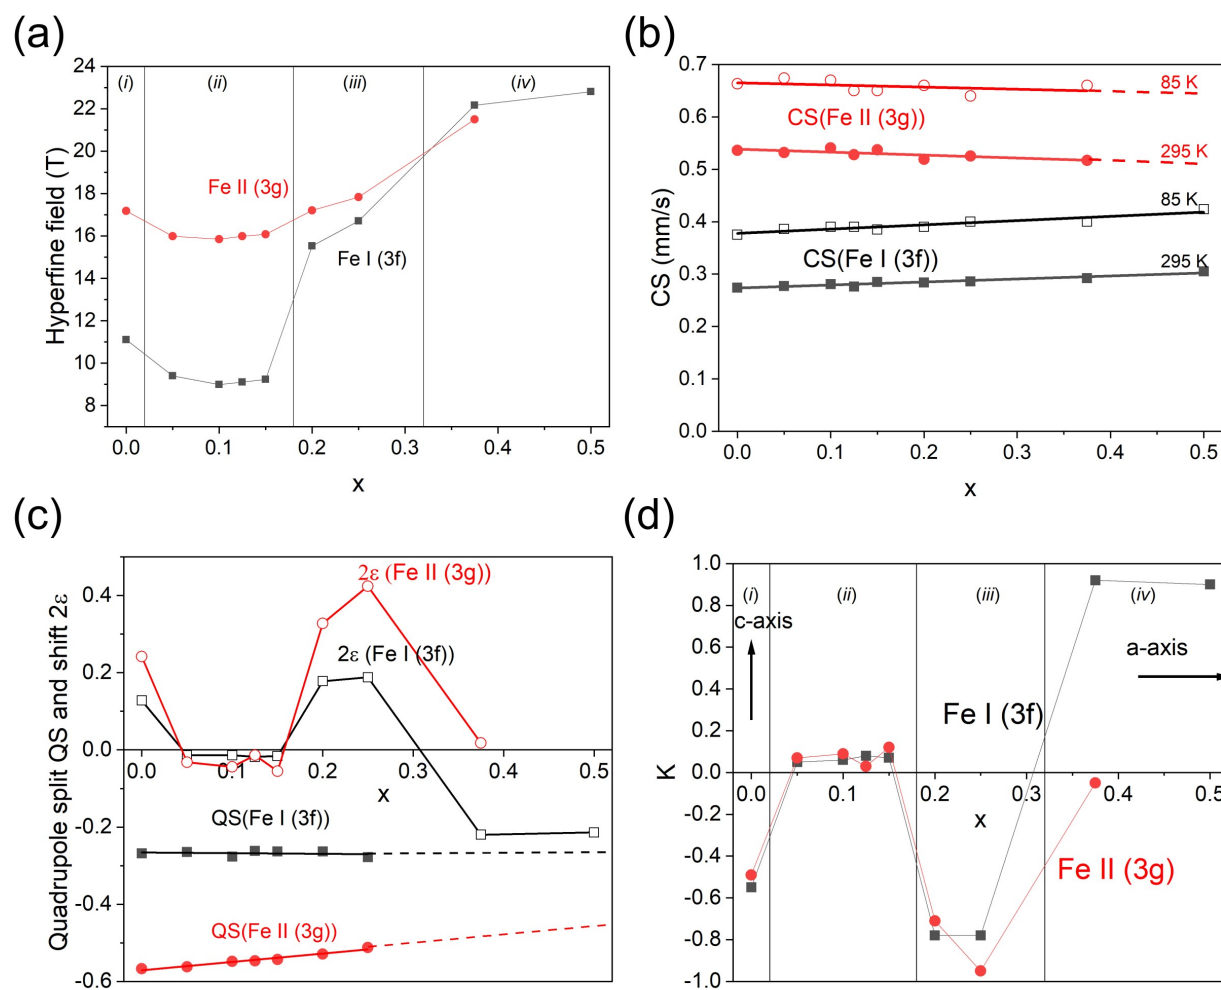 (a)
24
22
20
18
16
14
12
10
8
Hyperfine field (T)
(i)
(ii)
(iii)
(iv)
Fe II (3g)
Fe I (3f)
0.0
0.1
0.2
0.3
0.4
0.5
x
(b)
0.7
0.6
0.5
0.4
0.3
0.2
0.1
0.0
CS (mm/s)
85 K
CS(Fe II (3g))
295 K
85 K
CS(Fe I (3f))
295 K
0.0
0.1
0.2
0.3
0.4
0.5
x
(c)
0.4
0.2
0.0
-0.2
-0.4
-0.6
Quadrupole split QS and shift 2ε
2ε (Fe II (3g))
2ε (Fe I (3f))
0.0
0.1
0.2
0.3
0.4
0.5
x
QS(Fe I (3f))
QS(Fe II (3g))
(d)
1.0
0.8
0.6
0.4
0.2
0.0
-0.2
-0.4
-0.6
-0.8
-1.0
K
(i)
(ii)
(iii)
(iv)
c-axis
a-axis
Fe I (3f)
0.0
0.1
0.2
0.3
0.4
0.5
x
Fe II (3g)